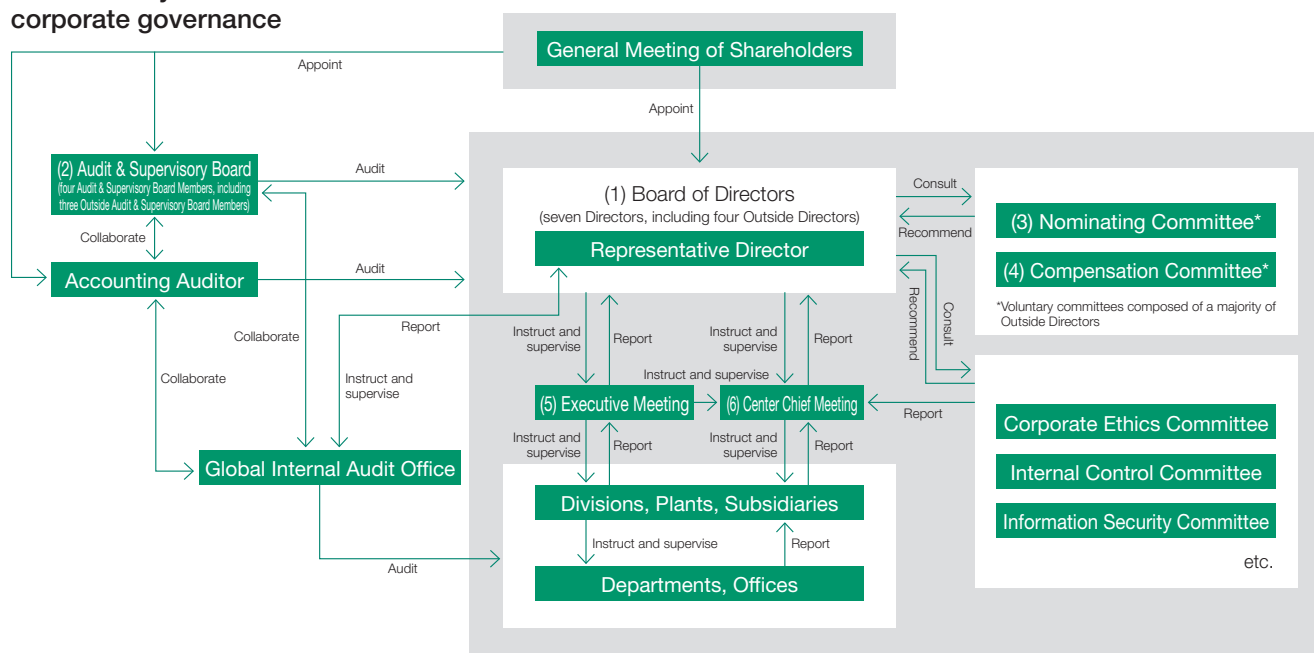 corporate governance
General Meeting of Shareholders
Appoint
Appoint
(2) Audit & Supervisory Board
(four Audit & Supervisory Board Members, including
three Outside Audit & Supervisory Board Members)
Audit
(1) Board of Directors
(seven Directors, including four Outside Directors)
Representative Director
Consult
Recommend
(3) Nominating Committee*
(4) Compensation Committee*
*Voluntary committees composed of a majority of
Outside Directors
Collaborate
Accounting Auditor
Audit
Recommend
Consult
Report
Collaborate
Collaborate
Instruct and
supervise
Instruct and
supervise
Report
Instruct and
supervise
Report
Instruct and supervise
(5) Executive Meeting
(6) Center Chief Meeting
Report
Instruct and
supervise
Report
Instruct and
supervise
Report
Corporate Ethics Committee
Internal Control Committee
Information Security Committee
etc.
Global Internal Audit Office
Audit
Divisions, Plants, Subsidiaries
Instruct and supervise
Report
Departments, Offices